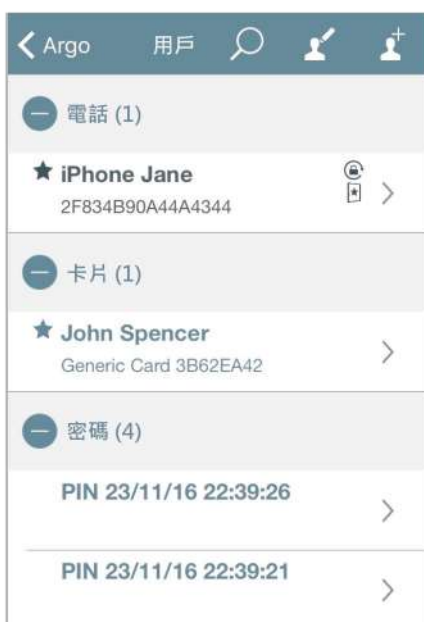 Argo 用戶
電話 (1)
iPhone Jane
2F834B90A44A4344
卡片 (1)
John Spencer
Generic Card 3B62EA42
密碼 (4)
PIN 23/11/16 22:39:26
PIN 23/11/16 22:39:21